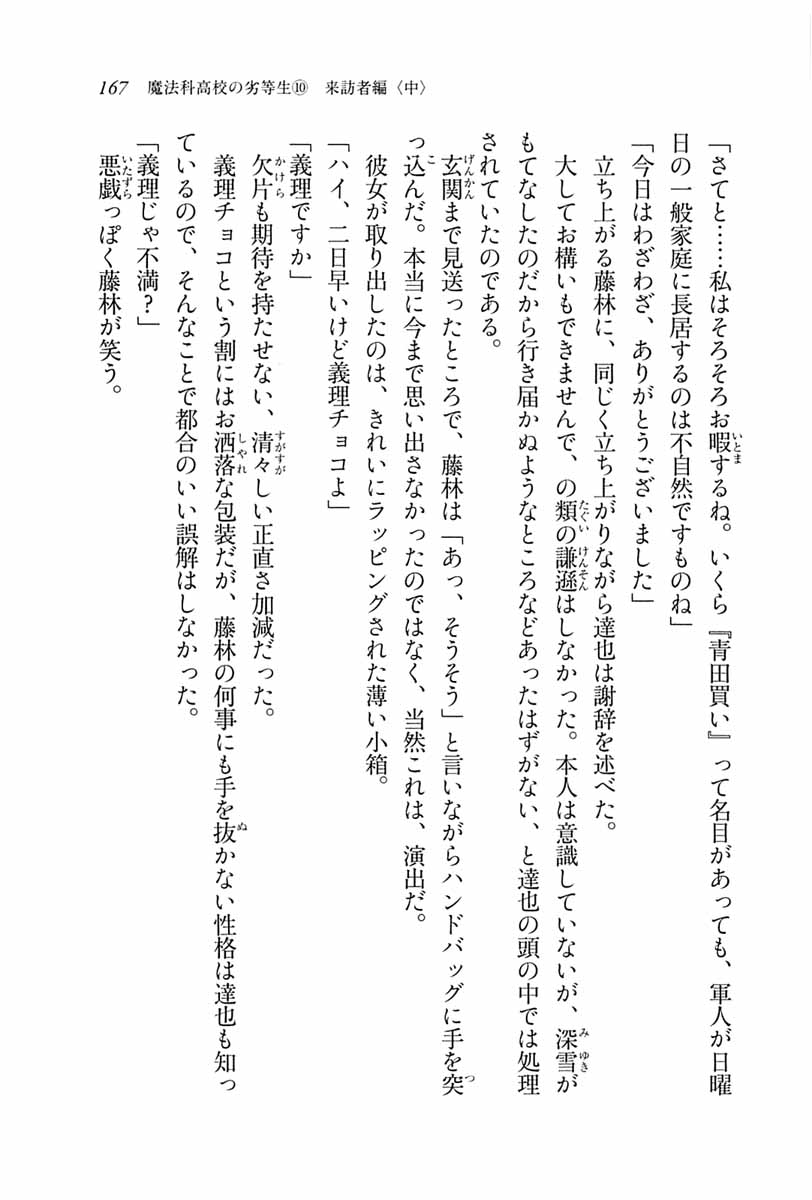 167 魔法科高校の劣等生⑩ 来訪者編〈中〉
「さてと……私はそろそろお暇するね。いくら『青田買い』って名目があっても、軍人が日曜
日の一般家庭に長居するのは不自然ですものね」
「今日はわざわざ、ありがとうございました」
立ち上がる藤林に、同じく立ち上がりながら達也は謝辞を述べた。
大してお構いもできませんで、の類の謙遜はしなかった。本人は意識していないが、深雪が
もてなしたのだから行き届かぬようなところなどあったはずがない、と達也の頭の中では処理
されていたのである。
玄関まで見送ったところで、藤林は「あっ、そうそう」と言いながらハンドバッグに手を突
っ込んだ。本当に今まで思い出さなかったのではなく、当然これは、演出だ。
彼女が取り出したのは、きれいにラッピングされた薄い小箱。
「ハイ、二日早いけど義理チョコよ」
「義理ですか」
欠片も期待を持たせない、清々しい正直さ加減だった。
義理チョコという割にはお洒落な包装だが、藤林の何事にも手を抜かない性格は達也も知っ
ているので、そんなことで都合のいい誤解はしなかった。
「義理じゃ不満?」
悪戯っぽく藤林が笑う。